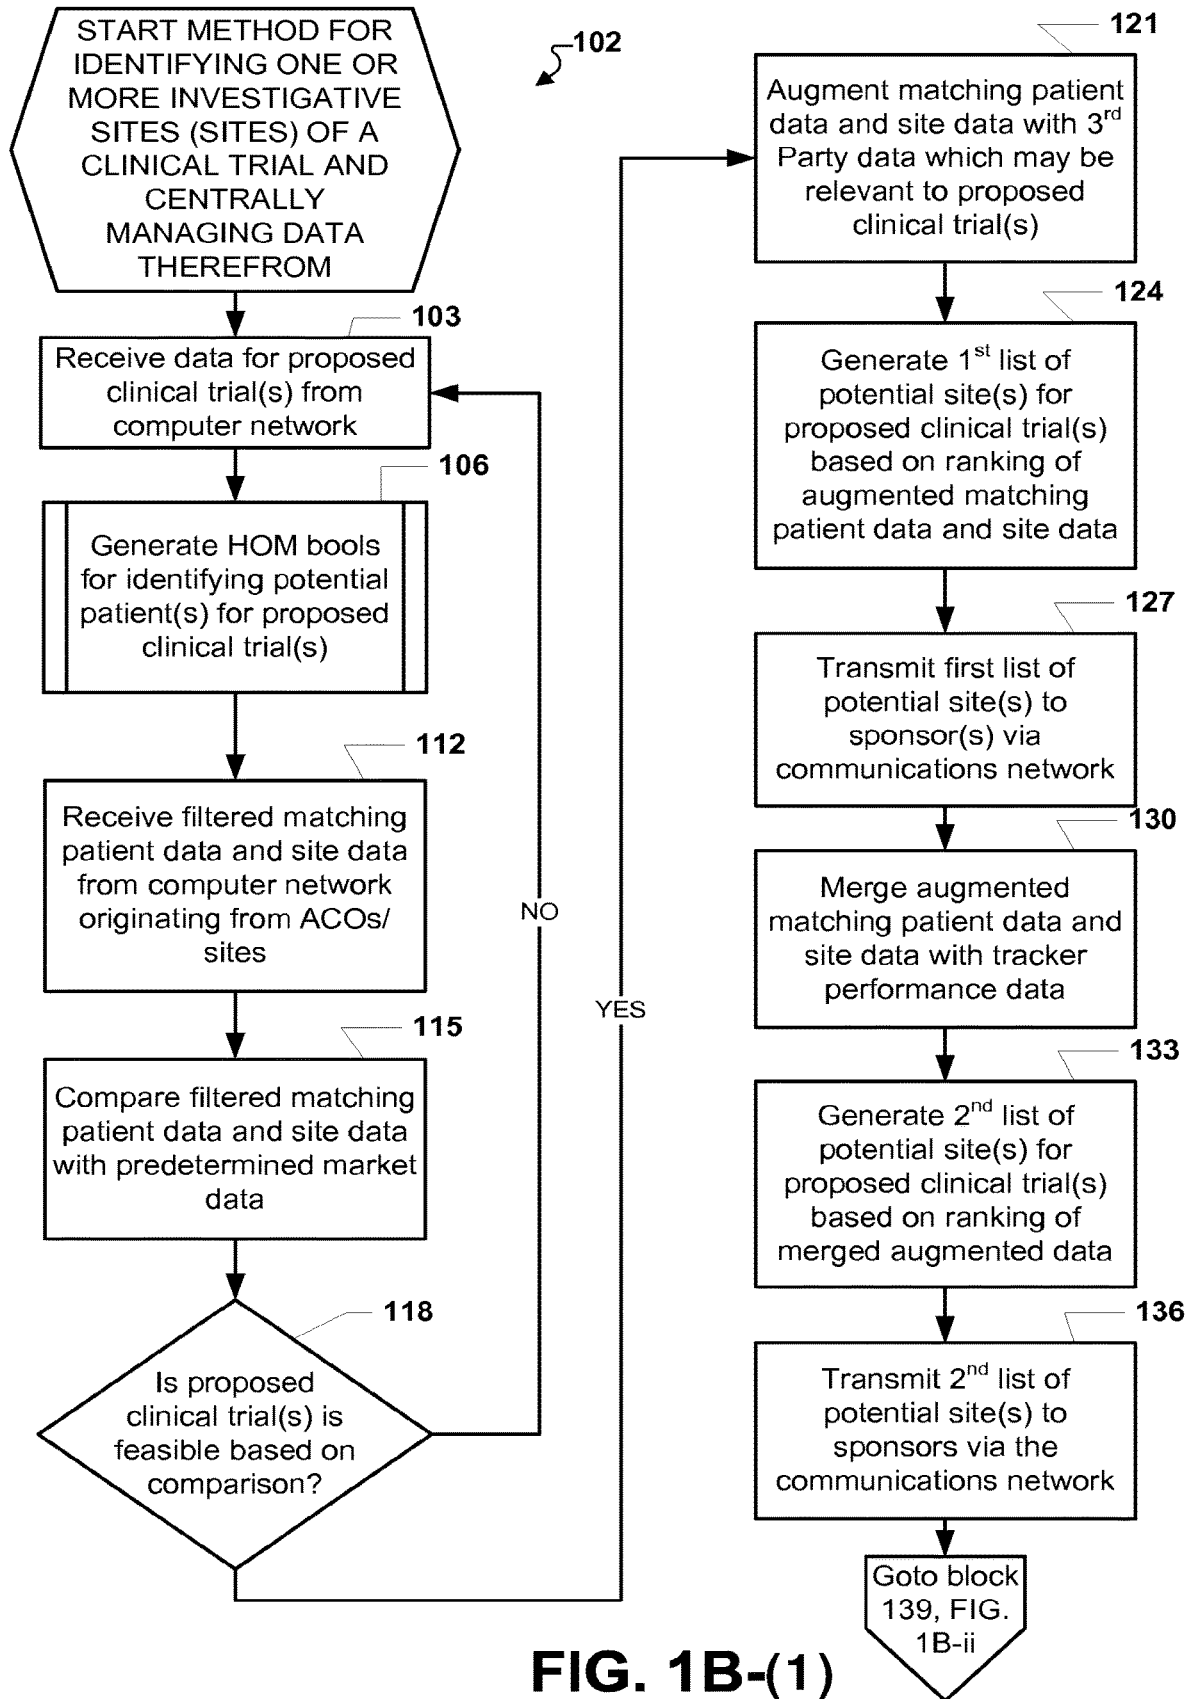 START METHOD FOR
IDENTIFYING ONE OR
MORE INVESTIGATIVE
SITES (SITES) OF A
CLINICAL TRIAL AND
CENTRALLY
MANAGING DATA
THEREFROM
102
103
Receive data for proposed
clinical trial(s) from
computer network
106
Generate HOM bools
for identifying potential
patient(s) for proposed
clinical trial(s)
112
Receive filtered matching
patient data and site data
from computer network
originating from ACOs/
sites
115
Compare filtered matching
patient data and site data
with predetermined market
data
118
Is proposed
clinical trial(s) is
feasible based on
comparison?
NO
YES
121
Augment matching patient
data and site data with 3rd
Party data which may be
relevant to proposed
clinical trial(s)
124
Generate 1st list of
potential site(s) for
proposed clinical trial(s)
based on ranking of
augmented matching
patient data and site data
127
Transmit first list of
potential site(s) to
sponsor(s) via
communications network
130
Merge augmented
matching patient data and
site data with tracker
performance data
133
Generate 2nd list of
potential site(s) for
proposed clinical trial(s)
based on ranking of
merged augmented data
136
Transmit 2nd list of
potential site(s) to
sponsors via the
communications network
Goto block
139, FIG.
1B-ii
FIG. 1B-(1)